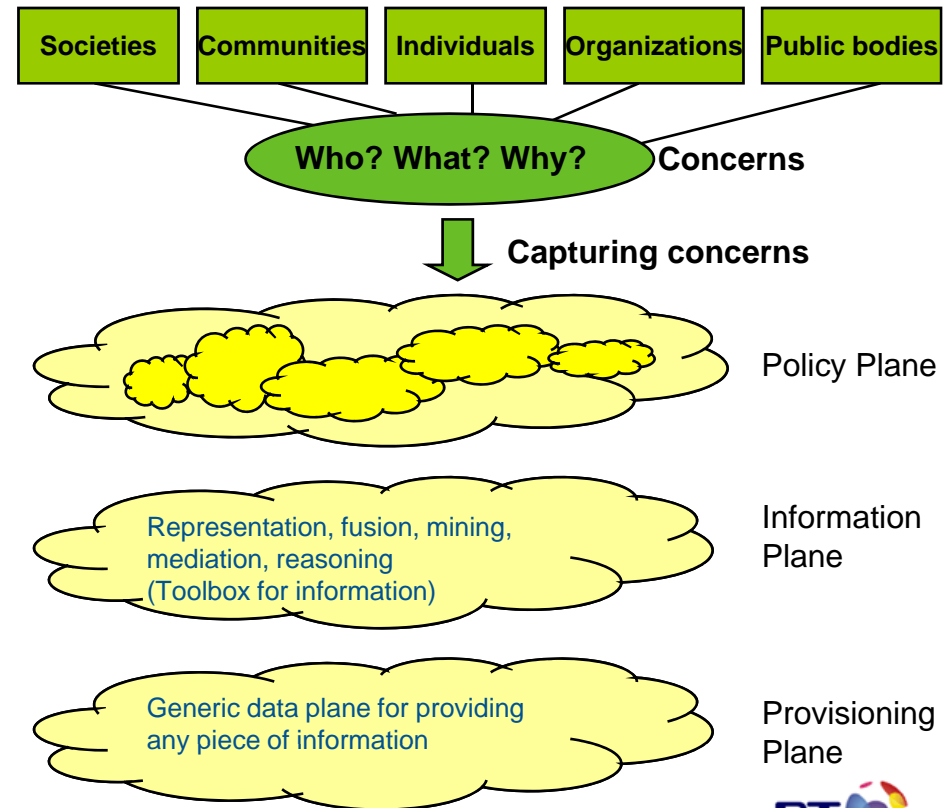 Societies
Communities
Individuals
Organizations
Public bodies
Who? What? Why?
Concerns
Capturing concerns
Policy Plane
Representation, fusion, mining,
mediation, reasoning
(Toolbox for information)
Information
Plane
Generic data plane for providing
any piece of information
Provisioning
Plane
BT